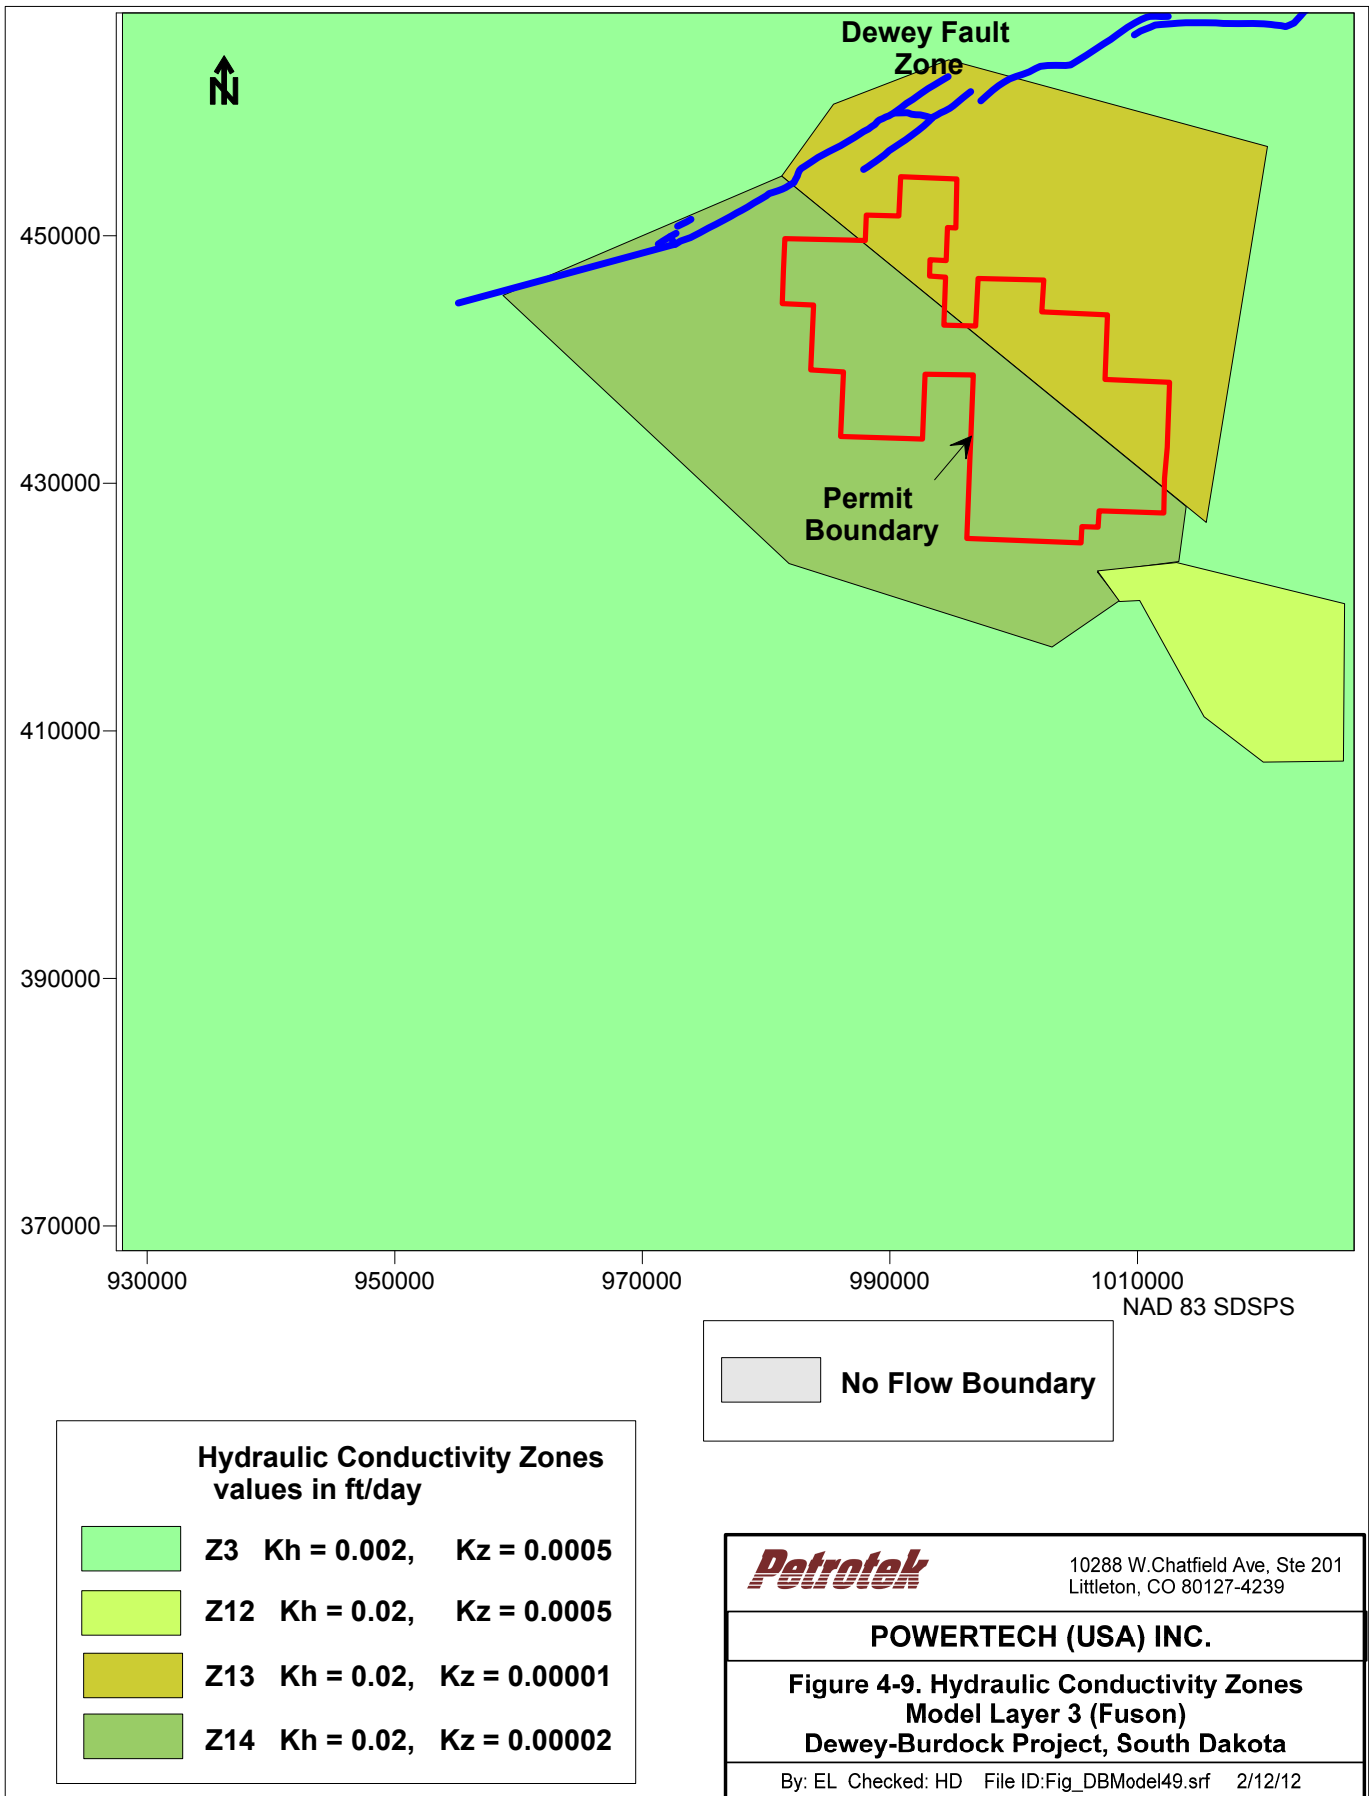 Dewey Fault
Zone
N
450000
430000
Permit
Boundary
410000
390000
370000
930000
950000
970000
990000
1010000
NAD 83 SDSPS
No Flow Boundary
Hydraulic Conductivity Zones
values in ft/day
Z3 Kh = 0.002, Kz = 0.0005
Z12 Kh = 0.02, Kz = 0.0005
Z13 Kh = 0.02, Kz = 0.00001
Z14 Kh = 0.02, Kz = 0.00002
Petrotek
10288 W.Chatfield Ave, Ste 201
Littleton, CO 80127-4239
POWERTECH (USA) INC.
Figure 4-9. Hydraulic Conductivity Zones
Model Layer 3 (Fuson)
Dewey-Burdock Project, South Dakota
By: EL Checked: HD File ID:Fig_DBModel49.srf 2/12/12